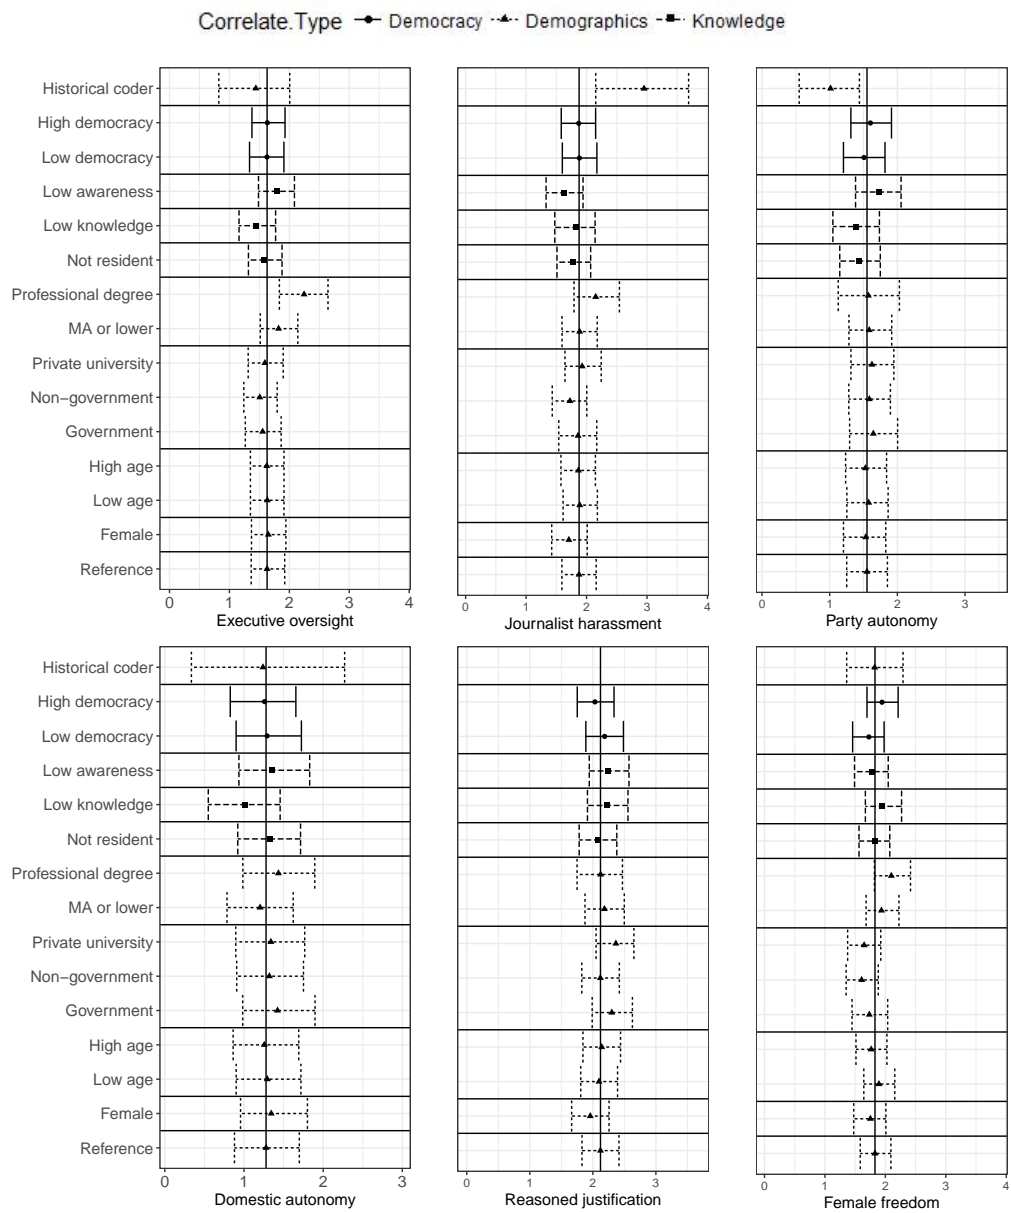 Correlate.Type Democracy Demographics Knowledge
Historical coder
High democracy
Low democracy
Low awareness
Low knowledge
Not resident
Professional degree
MA or lower
Private university
Non−government
Government
High age
Low age
Female
Reference
0 1 2 3 4
Executive oversight
0 1 2 3 4
Journalist harassment
0 1 2 3
Party autonomy
Historical coder
High democracy
Low democracy
Low awareness
Low knowledge
Not resident
Professional degree
MA or lower
Private university
Non−government
Government
High age
Low age
Female
Reference
0 1 2 3
Domestic autonomy
0 1 2 3
Reasoned justification
0 1 2 3 4
Female freedom